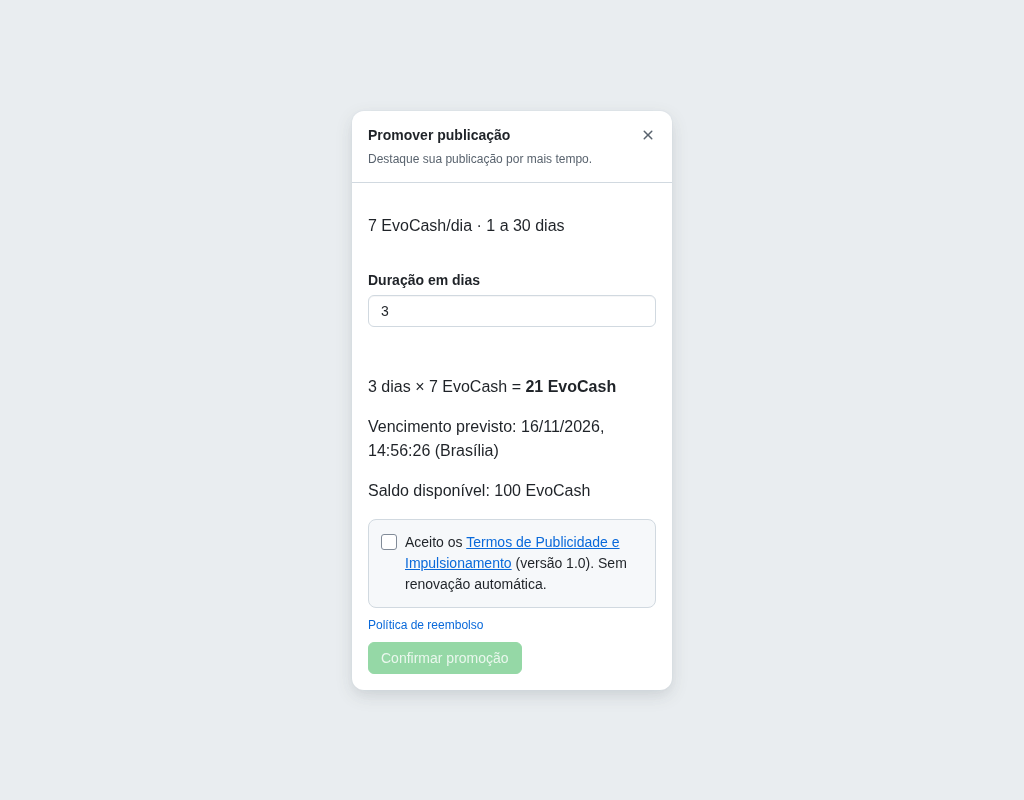 Promover publicação
Destaque sua publicação por mais tempo.
7 EvoCash/dia · 1 a 30 dias
Duração em dias
3
3 dias × 7 EvoCash = 21 EvoCash
Vencimento previsto: 16/11/2026,
14:56:26 (Brasília)
Saldo disponível: 100 EvoCash
Aceito os Termos de Publicidade e
Impulsionamento (versão 1.0). Sem
renovação automática.
Política de reembolso
Confirmar promoção